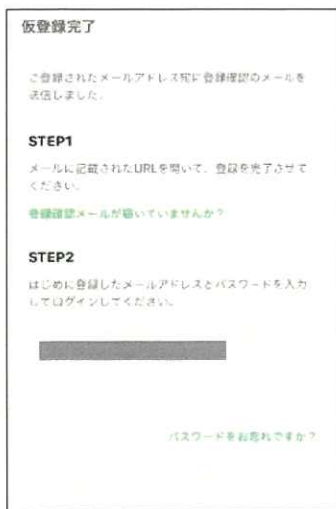 仮登録完了
ご登録されたメールアドレス宛に登録確認のメールを
送信しました。
STEP1
メールに記載されたURLを開いて、登録を完了させて
ください。
登録確認メールが届いていませんか？
STEP2
はじめに登録したメールアドレスとパスワードを入力
してログインしてください。
パスワードをお忘れですか？